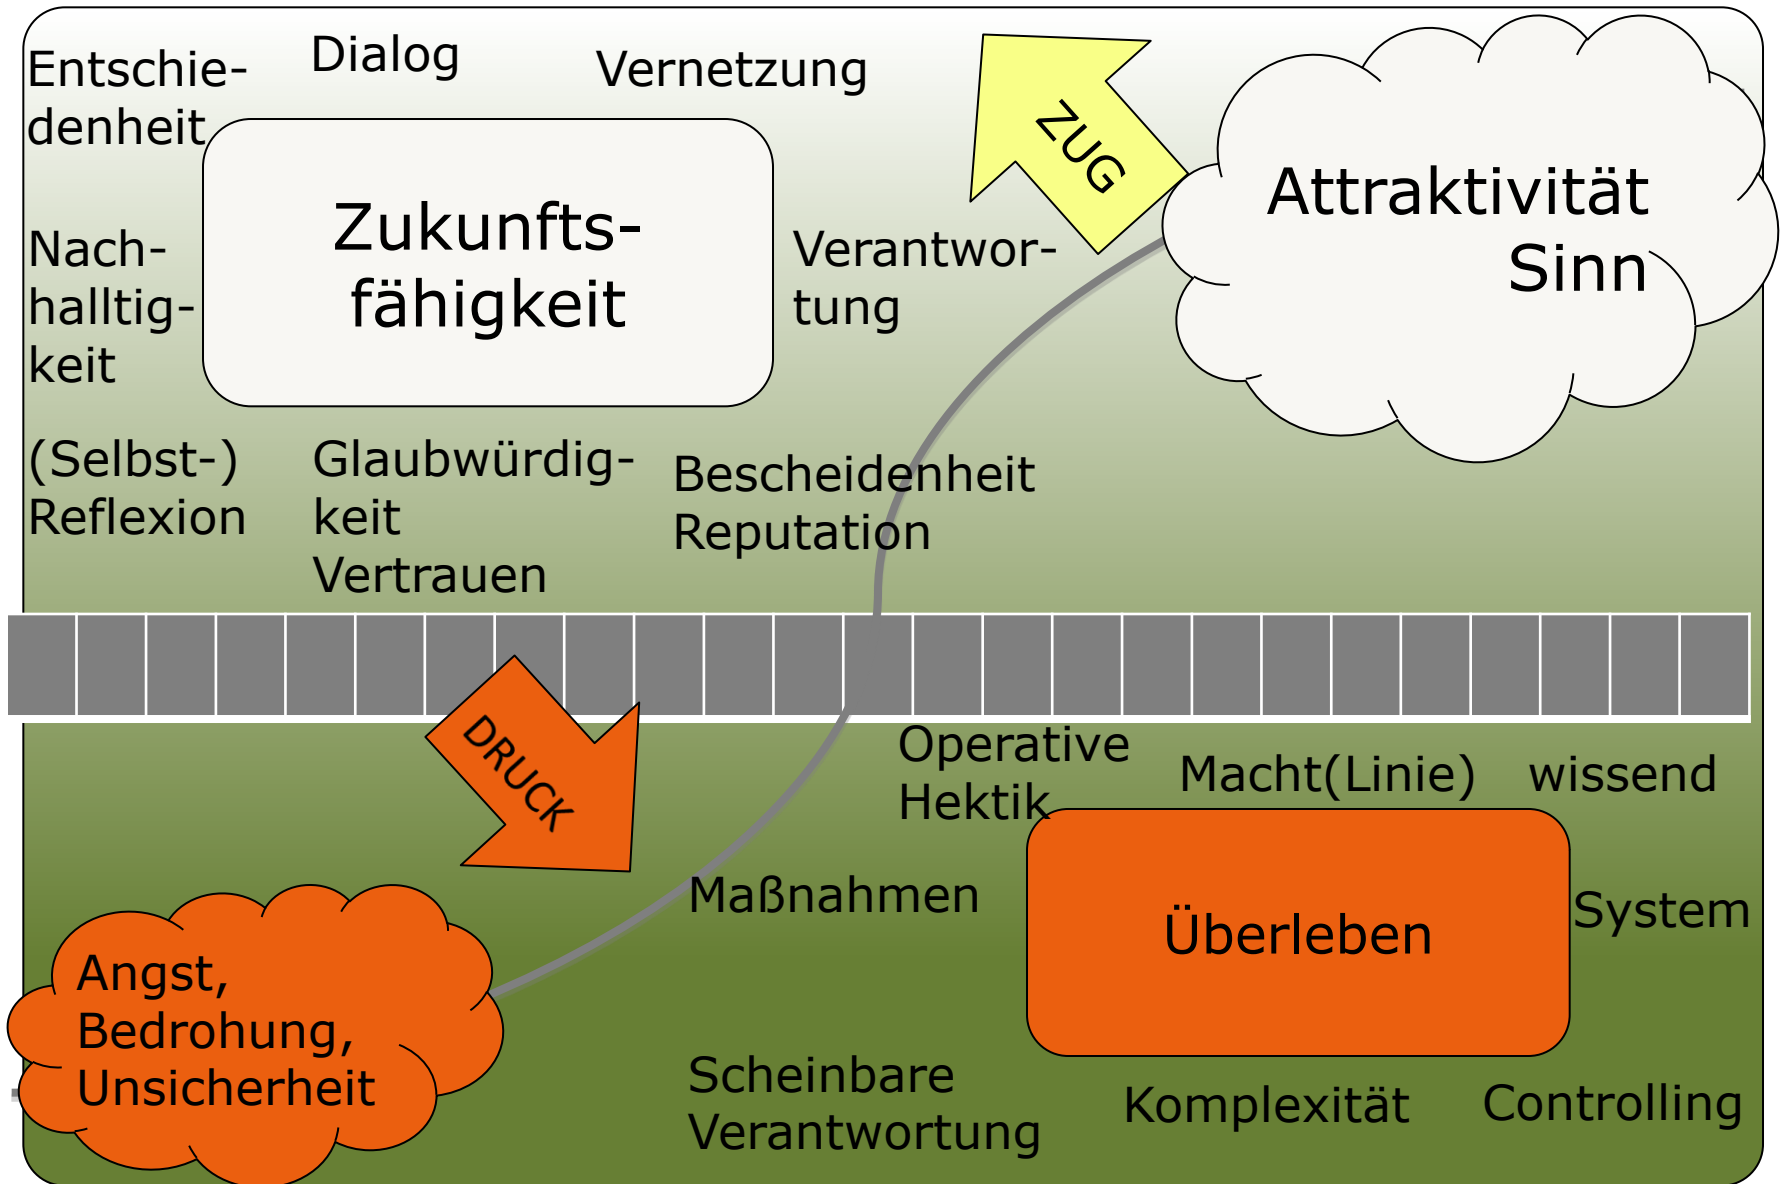 Entschie-
denheit
Dialog
Vernetzung
ZUG
Attraktivität
Sinn
Zukunfts-
fähigkeit
Nach-
halltig-
keit
Verantwor-
tung
(Selbst-)
Reflexion
Glaubwürdig-
keit
Vertrauen
Bescheidenheit
Reputation
DRUCK
Operative
Hektik
Macht(Linie)
wissend
Maßnahmen
Überleben
System
Angst,
Bedrohung,
Unsicherheit
Scheinbare
Verantwortung
Komplexität
Controlling